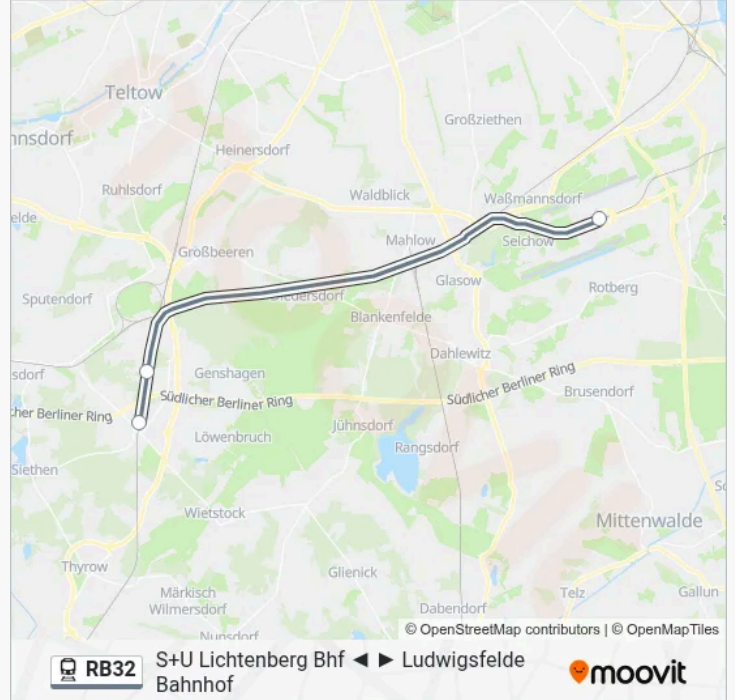 Teltow
nnsdorf
Großziethen
Heinersdorf
Ruhlsdorf
Waldblick
Waßmannsdorf
elde
Mahlow
Selchow
Großbeeren
Glasow
Rotberg
Sputendorf
Diedersdorf
Blankenfelde
Dahlewitz
sdorf
Genshagen
Südlicher Berliner Ring
Südlicher Berliner Ring
Brusendorf
cher Berliner Ring
Jühnsdorf
Löwenbruch
Rangsdorf
Siethen
Wietstock
Mittenwalde
Thyrow
Glienick
Märkisch
Wilmersdorf
Telz
Gallun
Dabendorf
Nunsdorf
© OpenStreetMap contributors | © OpenMapTiles
RB32
S+U Lichtenberg Bhf ◄ ► Ludwigsfelde
Bahnhof
moovit